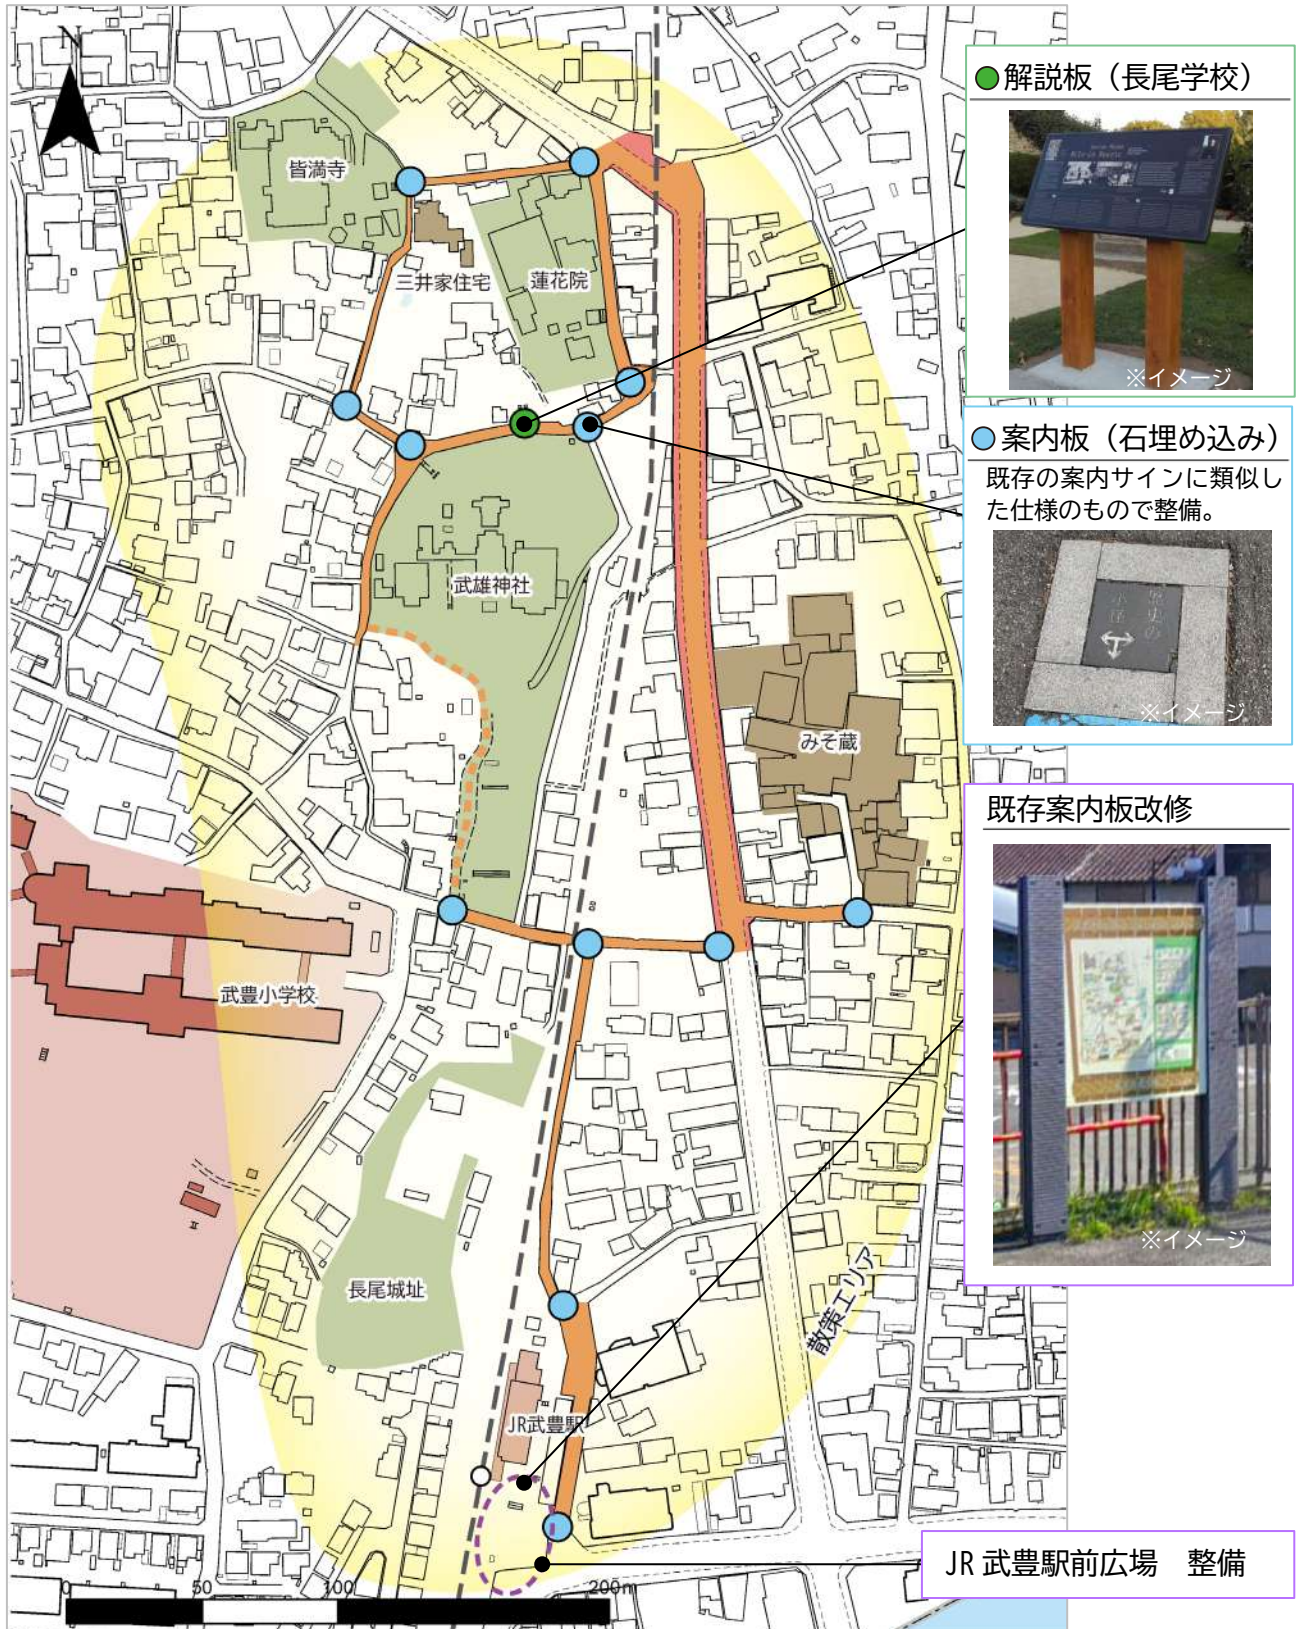 N
皆満寺
三井家住宅
蓮花院
武雄神社
みそ蔵
武豊小学校
長尾城址
JR武豊駅
散策エリア
0 50 100 200m
解説板（長尾学校）
※イメージ
案内板（石埋め込み）
既存の案内サインに類似し
た仕様のもので整備。
歴史の
※イメージ
既存案内板改修
※イメージ
JR 武豊駅前広場 整備